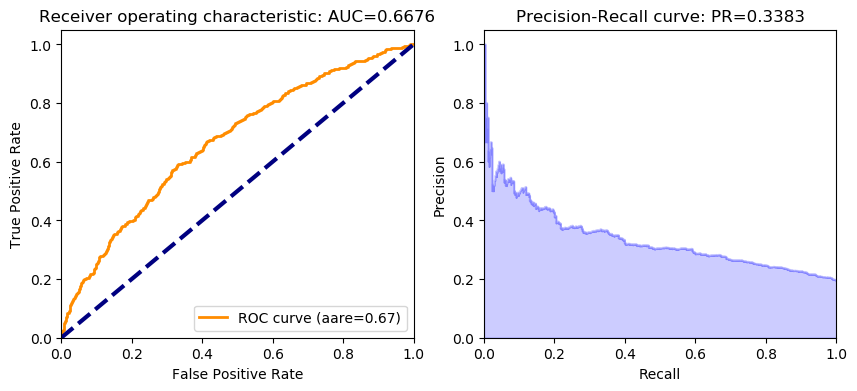 Receiver operating characteristic: AUC=0.6676
1.0
0.8
0.6
0.4
0.2
0.0
True Positive Rate
ROC curve (aare=0.67)
0.0 0.2 0.4 0.6 0.8 1.0
False Positive Rate
Precision-Recall curve: PR=0.3383
1.0
0.8
0.6
0.4
0.2
0.0
Precision
0.0 0.2 0.4 0.6 0.8 1.0
Recall